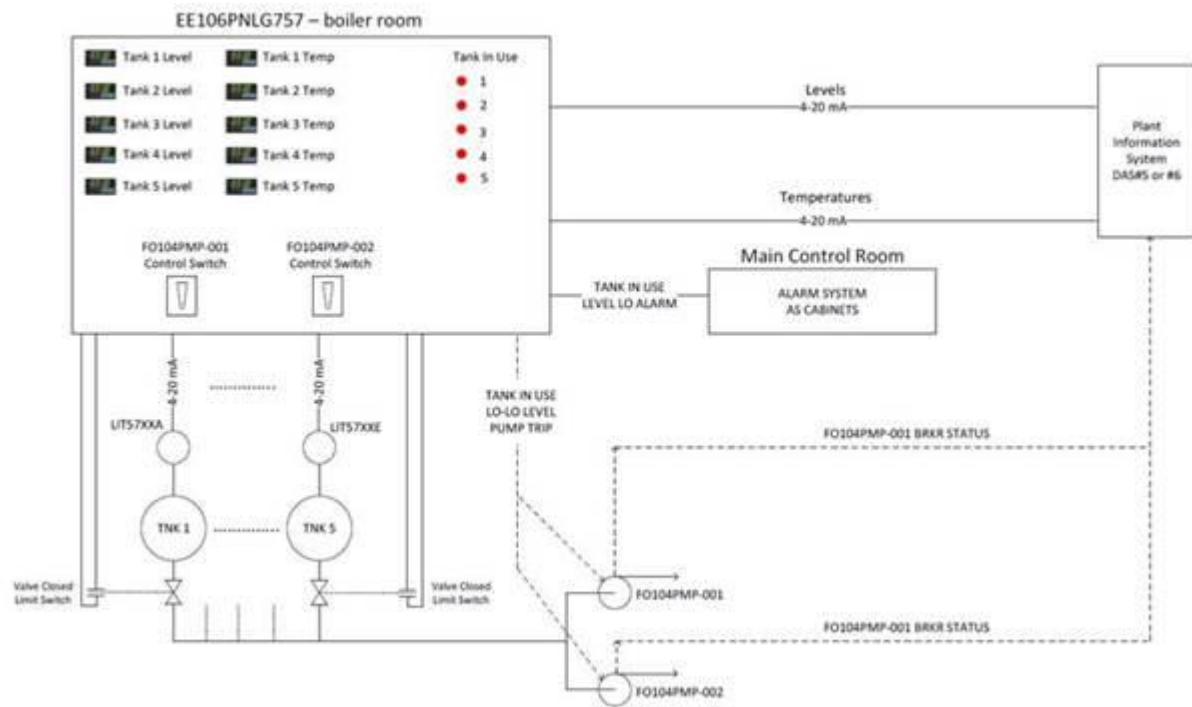 EE106PNLG757 – boiler room
Tank 1 Level
Tank 1 Temp
Tank In Use
Tank 2 Level
Tank 2 Temp
Tank 3 Level
Tank 3 Temp
Tank 4 Level
Tank 4 Temp
Tank 5 Level
Tank 5 Temp
1
2
3
4
5
Levels
4-20 mA
Temperatures
4-20 mA
Plant
Information
System
DAS#5 or #6
FO104PMP-001
Control Switch
FO104PMP-002
Control Switch
Main Control Room
TANK IN USE
LEVEL LO ALARM
ALARM SYSTEM
AS CABINETS
4-20 mA
4-20 mA
LIT57XXA
LIT57XXE
TANK IN USE
LO-LO LEVEL
PUMP TRIP
FO104PMP-001 BRKR STATUS
TNK 1
TNK 5
Valve Closed
Limit Switch
Valve Closed
Limit Switch
FO104PMP-001
FO104PMP-001 BRKR STATUS
FO104PMP-002